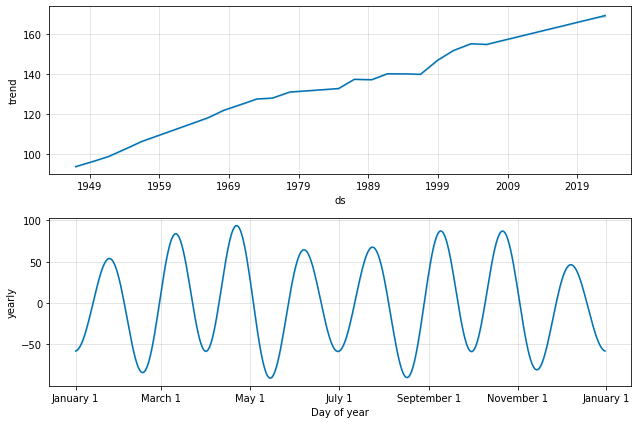 160
140
120
100
trend
1949
1959
1969
1979
1989
1999
2009
2019
ds
100
50
0
−50
yearly
January 1
March 1
May 1
July 1
September 1
November 1
January 1
Day of year